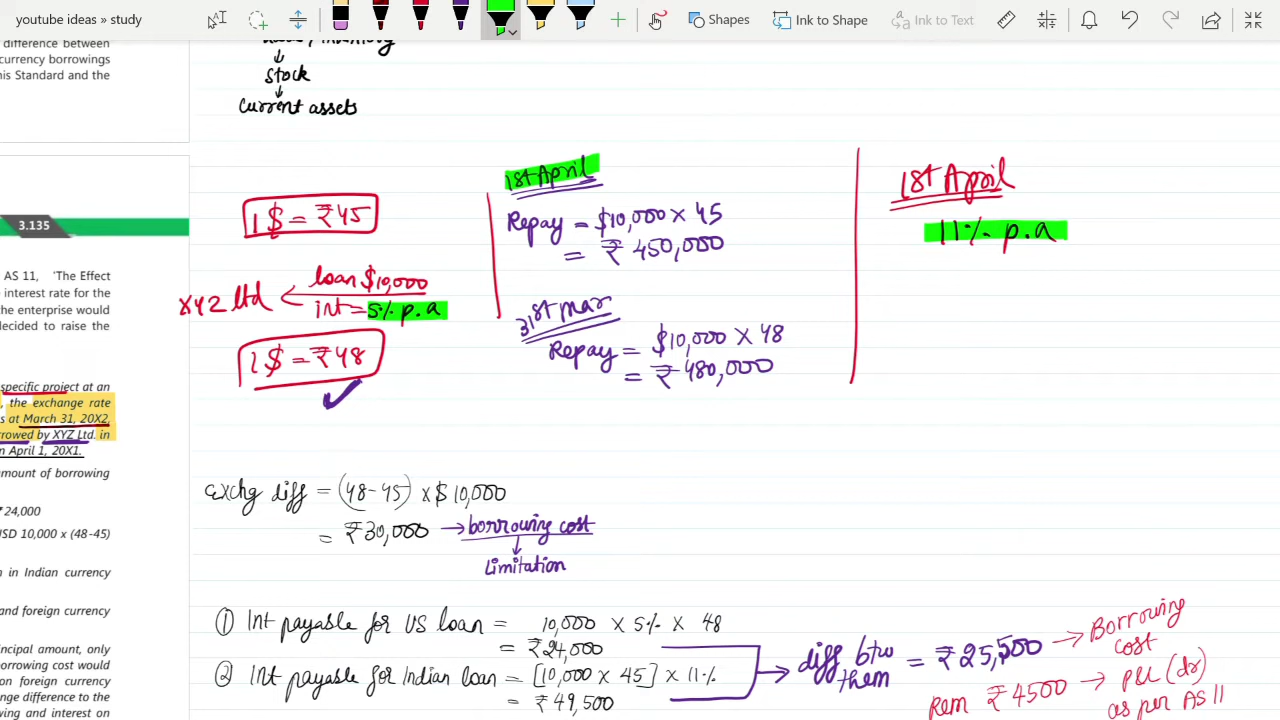 youtube ideas » study
Shapes
Ink to Shape
Ink to Text
difference between
currency borrowings
his Standard and the
3.135
AS 11, 'The Effect
interest rate for the
the enterprise would
decided to raise the
specific project at an
, the exchange rate
s at March 31, 20X2,
rrowed by XYZ Ltd. in
n April 1, 20X1.
amount of borrowing
₹ 24,000
SD 10,000 x (48-45)
n in Indian currency
and foreign currency
ncipal amount, only
orrowing cost would
on foreign currency
nge difference to the
wing and interest on
stock
Current assets
1 $ = ₹45
XYZ ltd
loan $10,000
int = 5% p.a
1 $ = ₹48
1st April
Repay = $10,000 × 45
= ₹ 450,000
31st mar
Repay = $10,000 × 48
= ₹ 480,000
1st April
11% p.a
exchg diff = (48-45) × $ 10,000
= ₹30,000 → borrowing cost
limitation
① Int payable for US loan = 10,000 × 5% × 48
= ₹24,000
② Int payable for Indian loan = [10,000 × 45] × 11%
= ₹49,500
diff btw them = ₹25,500 → Borrowing cost
Rem ₹4500 → P&L (dr)
as per AS 11